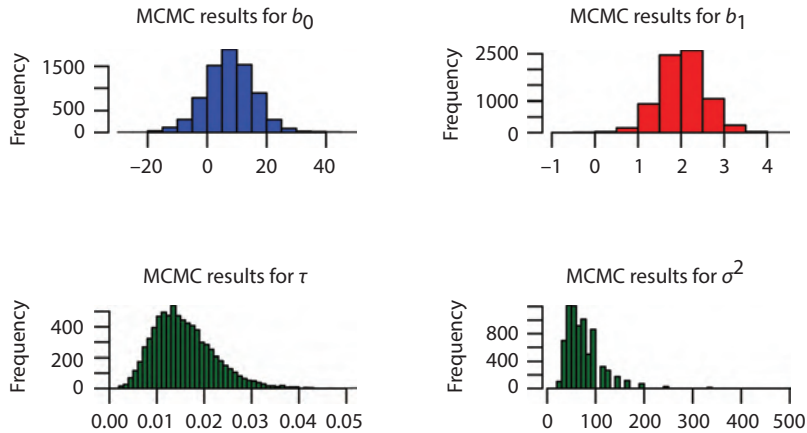 MCMC results for b0
Frequency
1500
500
0
–20 0 20 40
MCMC results for b1
Frequency
2500
1000
0
–1 0 1 2 3 4
MCMC results for τ
Frequency
400
200
0
0.00 0.01 0.02 0.03 0.04 0.05
MCMC results for σ2
Frequency
800
400
0
0 100 200 300 400 500